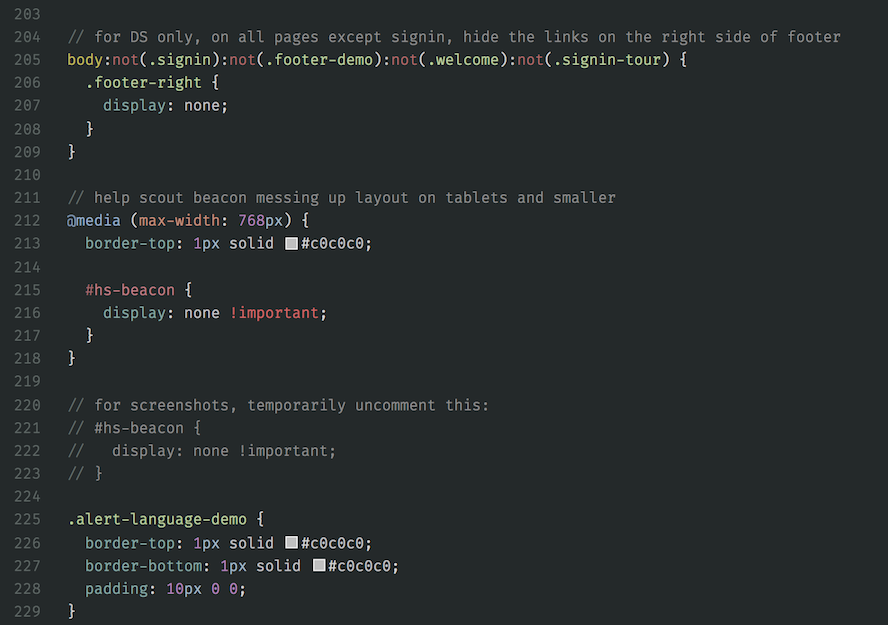 203
204 // for DS only, on all pages except signin, hide the links on the right side of footer
205 body:not(.signin):not(.footer-demo):not(.welcome):not(.signin-tour) {
206   .footer-right {
207     display: none;
208   }
209 }
210
211 // help scout beacon messing up layout on tablets and smaller
212 @media (max-width: 768px) {
213   border-top: 1px solid #c0c0c0;
214
215   #hs-beacon {
216     display: none !important;
217   }
218 }
219
220 // for screenshots, temporarily uncomment this:
221 // #hs-beacon {
222 //   display: none !important;
223 // }
224
225 .alert-language-demo {
226   border-top: 1px solid #c0c0c0;
227   border-bottom: 1px solid #c0c0c0;
228   padding: 10px 0 0;
229 }